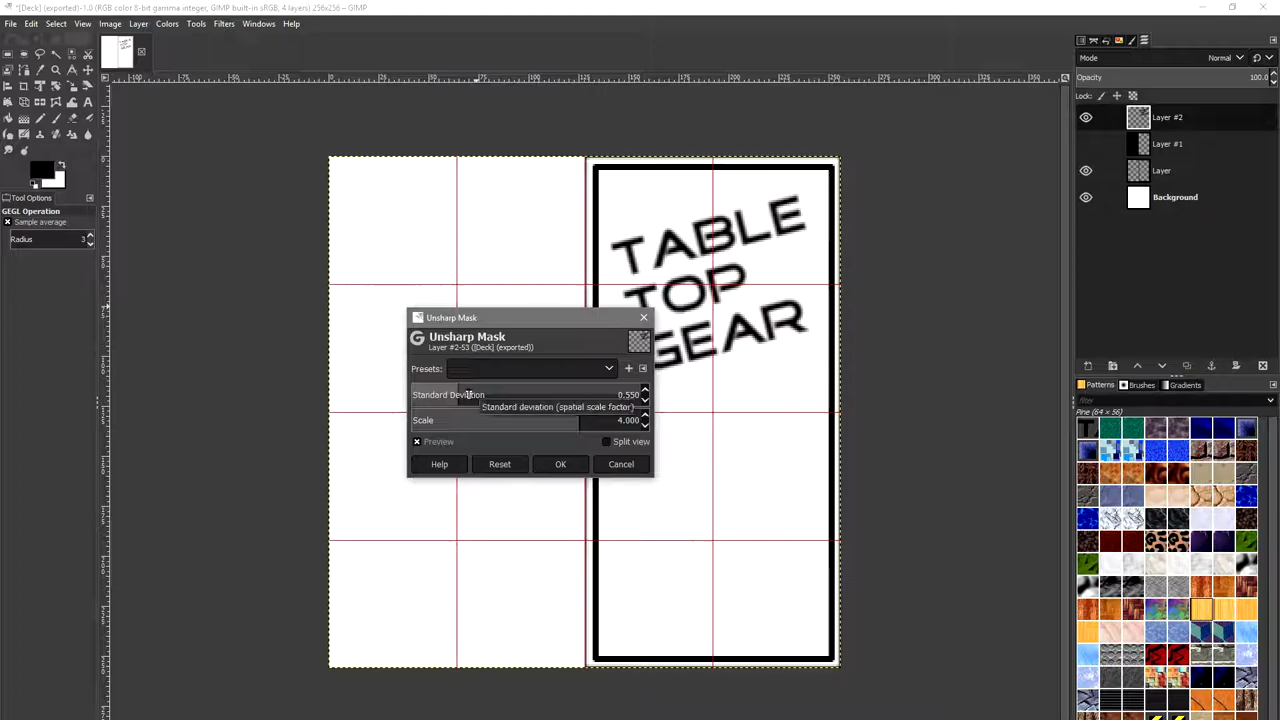 *[Deck] (exported)-1.0 (RGB color 8-bit gamma integer, GIMP built-in sRGB, 4 layers) 256x256 – GIMP
File Edit Select View Image Layer Colors Tools Filters Windows Help
Tool Options
GEGL Operation
Sample average
Radius 3
TABLE
TOP
GEAR
Unsharp Mask
Unsharp Mask
Layer #2-53 ([Deck] (exported))
Presets:
Standard Deviation 0.550
Standard deviation (spatial scale factor)
Scale 4.000
Preview Split view
Help Reset OK Cancel
Mode Normal
Opacity 100.0
Lock:
Layer #2
Layer #1
Layer
Background
Patterns Brushes Gradients
filter
Pine (64 × 56)